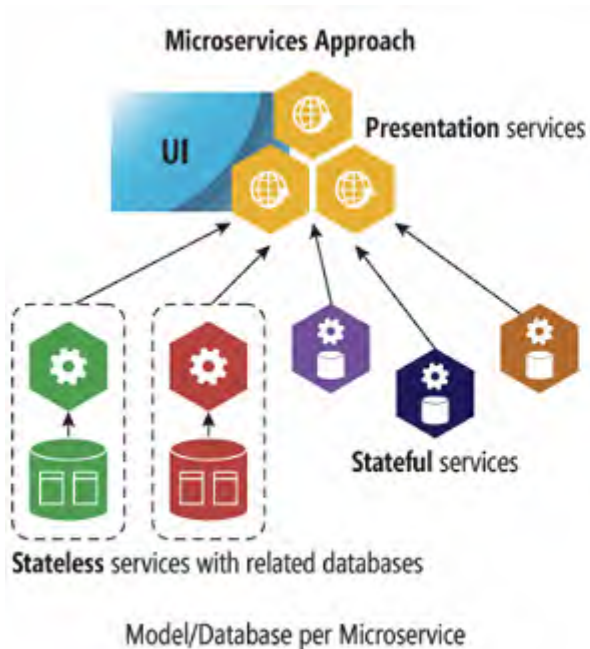 Microservices Approach
UI
Presentation services
Stateful services
Stateless services with related databases
Model/Database per Microservice